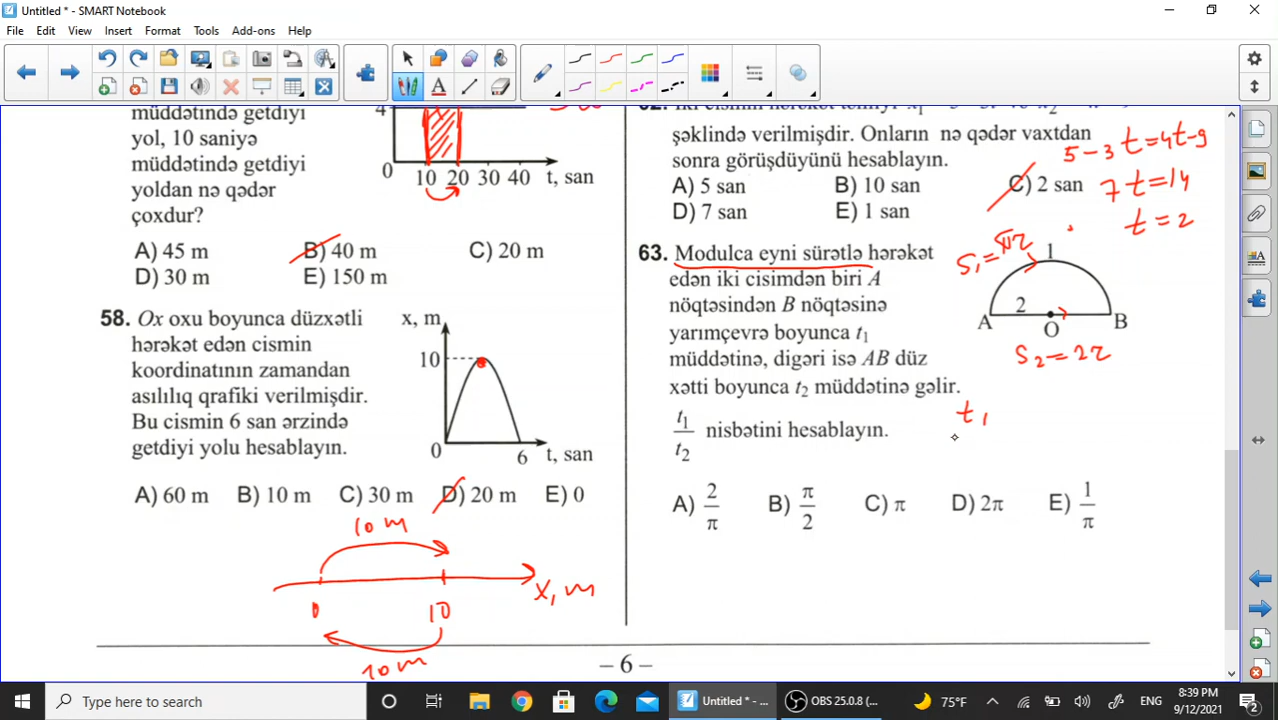 Untitled * - SMART Notebook
File Edit View Insert Format Tools Add-ons Help
müddətində getdiyi
yol, 10 saniyə
müddətində getdiyi
yoldan nə qədər
çoxdur?
4
0 10 20 30 40 t, san
A) 45 m B) 40 m C) 20 m
D) 30 m E) 150 m
58. Ox oxu boyunca düzxətli
hərəkət edən cismin
koordinatının zamandan
asılılıq qrafiki verilmişdir.
Bu cismin 6 san ərzində
getdiyi yolu hesablayın.
x, m
10
0 6 t, san
A) 60 m B) 10 m C) 30 m D) 20 m E) 0
10 m
0 10 x, m
10 m
şəklində verilmişdir. Onların nə qədər vaxtdan
sonra görüşdüyünü hesablayın.
A) 5 san B) 10 san C) 2 san
D) 7 san E) 1 san
5-3t=4t-9
7t=14
t=2
63. Modulca eyni sürətlə hərəkət
edən iki cisimdən biri A
nöqtəsindən B nöqtəsinə
yarımçevrə boyunca t1
müddətinə, digəri isə AB düz
xətti boyunca t2 müddətinə gəlir.
t1/t2 nisbətini hesablayın.
S1=πr
1
2
A O B
S2=2r
t1
A) 2/π B) π/2 C) π D) 2π E) 1/π
– 6 –
Type here to search
Untitled * - ...
OBS 25.0.8 (...
75°F
ENG
8:39 PM
9/12/2021
2